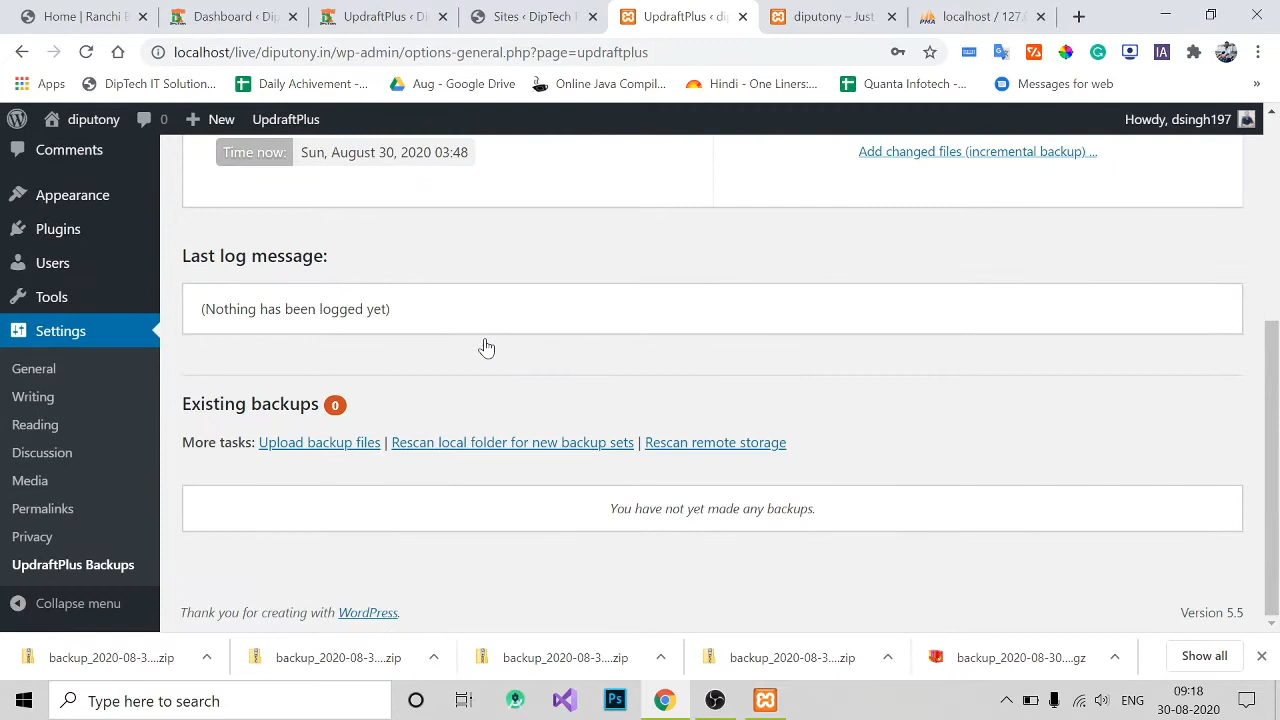 Home - Ranchi B
Dashboard ‹ Dip
UpdraftPlus ‹ D
Sites ‹ DipTech IT
UpdraftPlus ‹ dip
diputony – Just
localhost / 127.
localhost/live/diputony.in/wp-admin/options-general.php?page=updraftplus
Apps
DipTech IT Solution...
Daily Ahivement -...
Aug - Google Drive
Online Java Compil...
Hindi - One Liners:...
Quanta Infotech -...
Messages for web
»
diputony
0
New
UpdraftPlus
Howdy, dsingh197
Comments
Appearance
Plugins
Users
Tools
Settings
General
Writing
Reading
Discussion
Media
Permalinks
Privacy
UpdraftPlus Backups
Collapse menu
Time now: Sun, August 30, 2020 03:48
Add changed files (incremental backup) ...
Last log message:
(Nothing has been logged yet)
Existing backups 0
More tasks: Upload backup files | Rescan local folder for new backup sets | Rescan remote storage
You have not yet made any backups.
Thank you for creating with WordPress.
Version 5.5
backup_2020-08-3....zip
backup_2020-08-3....zip
backup_2020-08-3....zip
backup_2020-08-3....zip
backup_2020-08-30....gz
Show all
Type here to search
Ps
ENG
09:18
30-08-2020